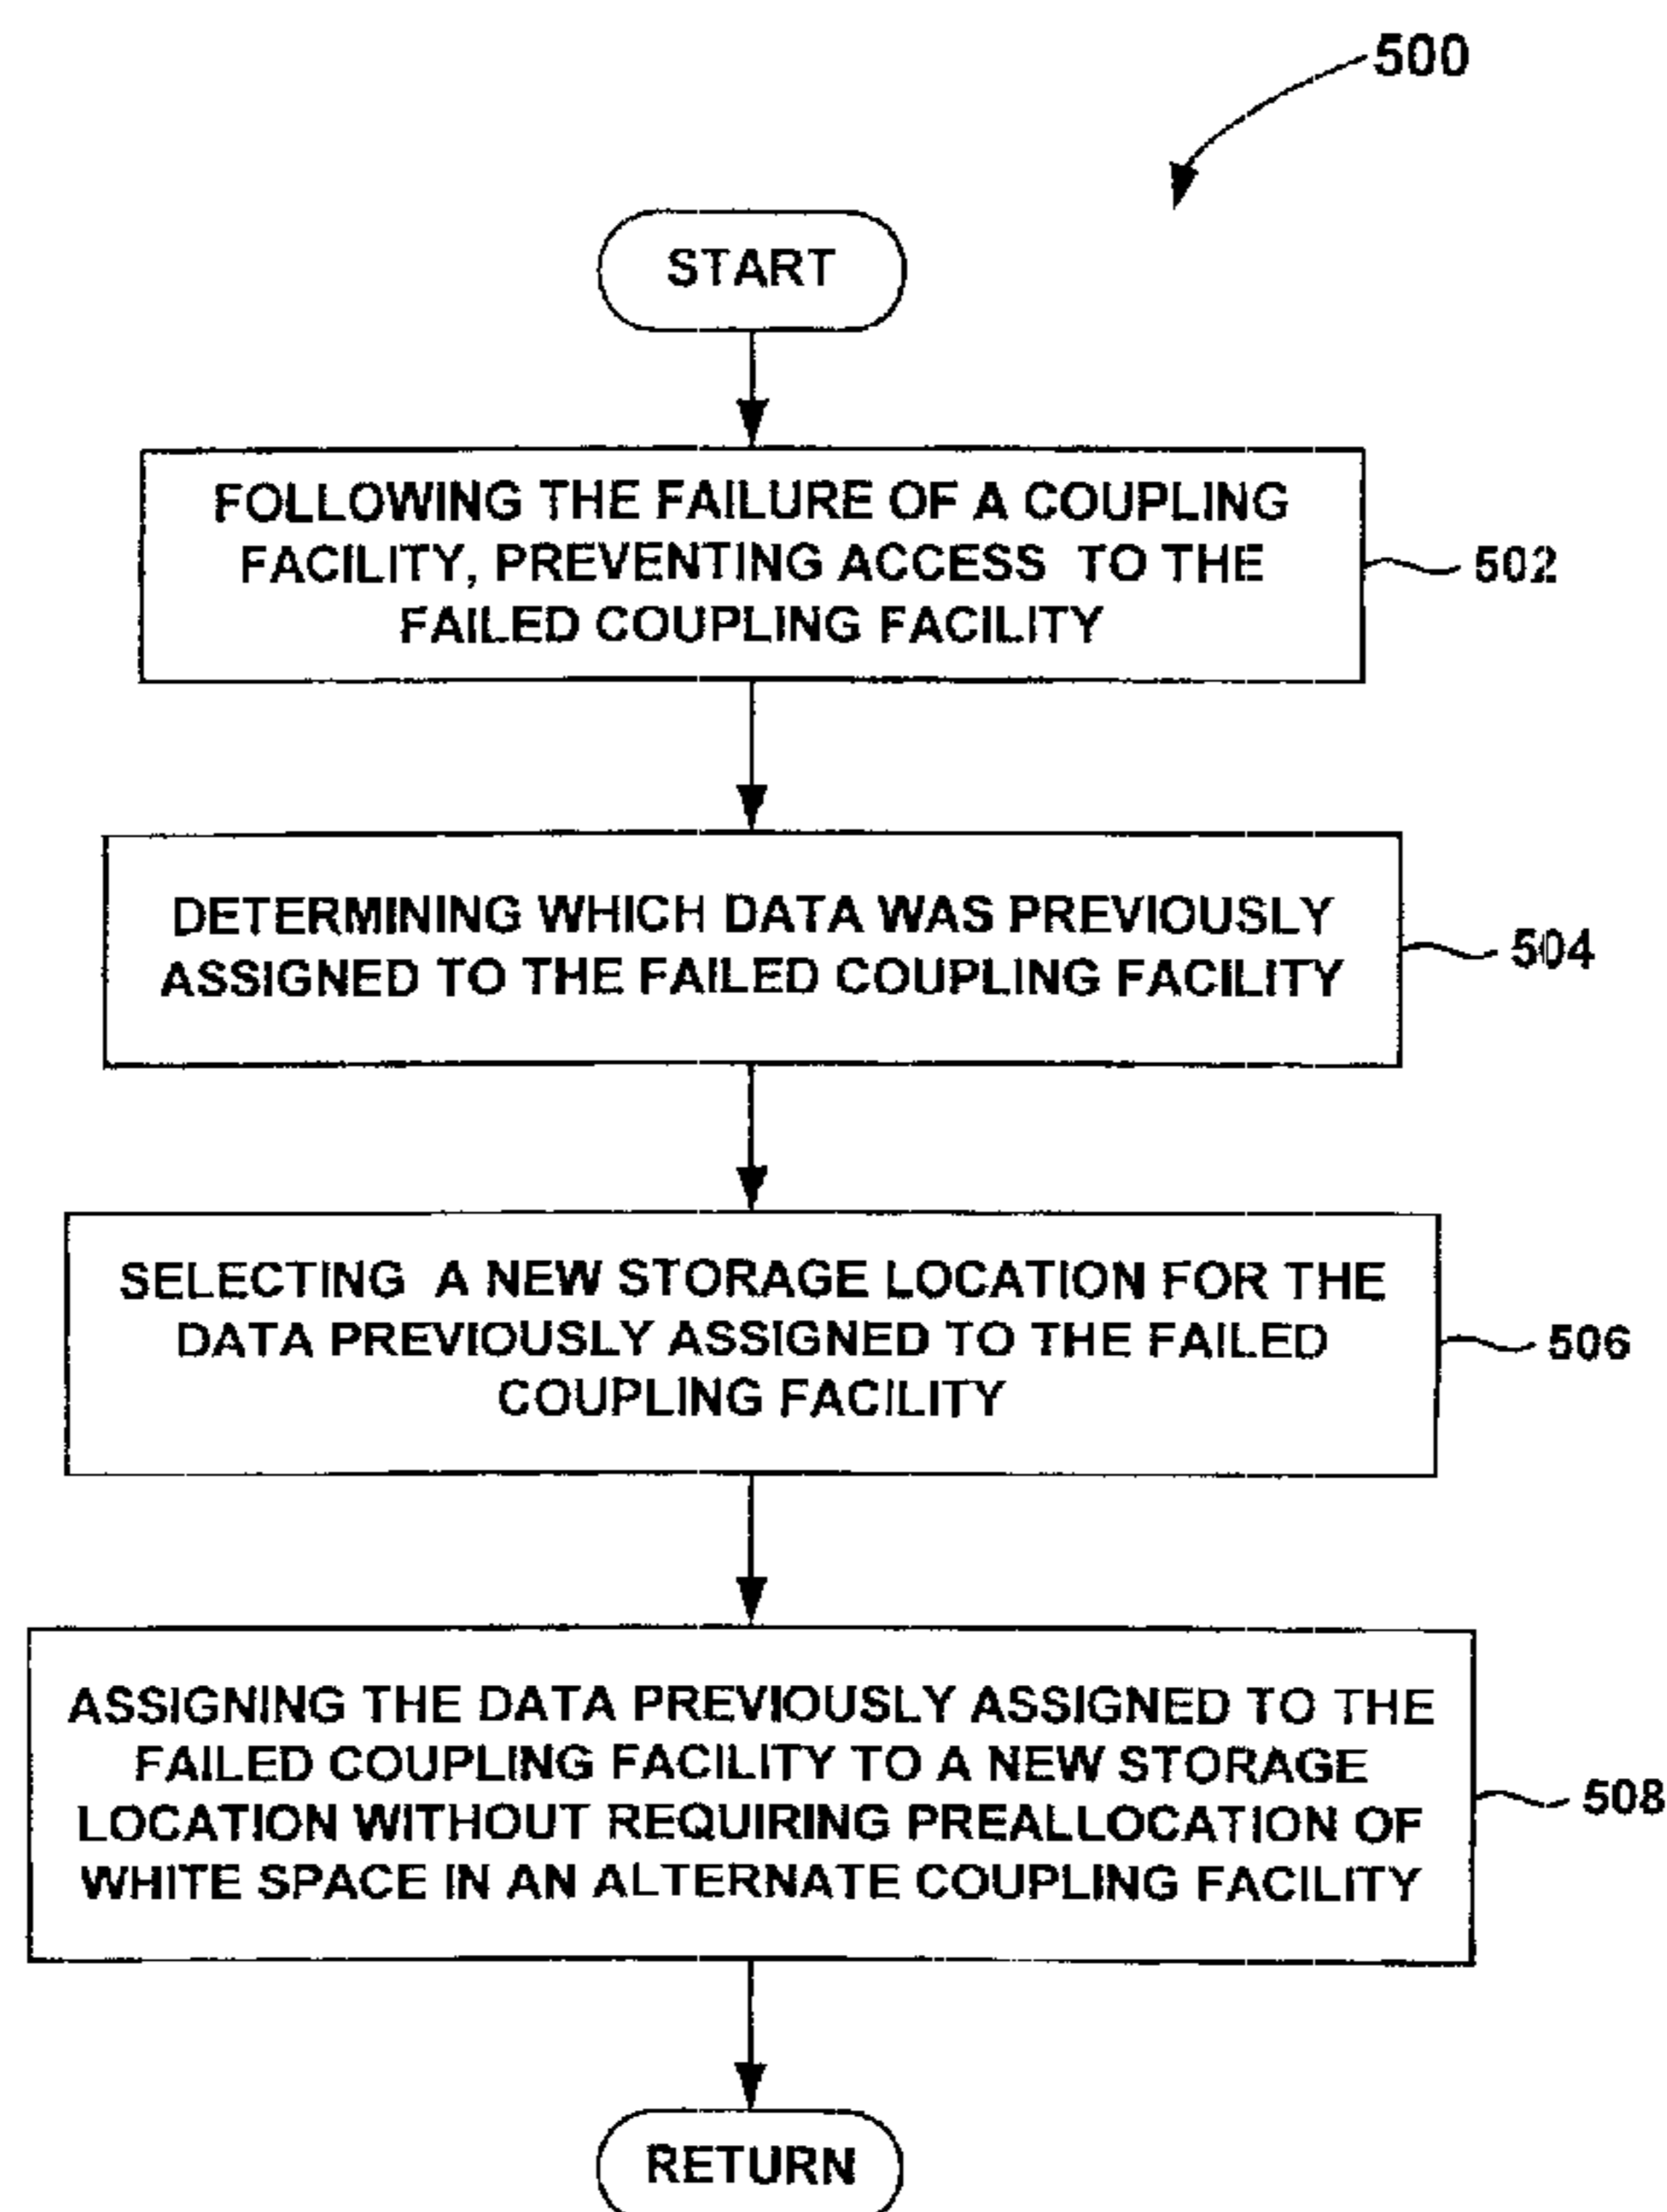 500
START
FOLLOWING THE FAILURE OF A COUPLING
FACILITY, PREVENTING ACCESS TO THE
FAILED COUPLING FACILITY
502
DETERMINING WHICH DATA WAS PREVIOUSLY
ASSIGNED TO THE FAILED COUPLING FACILITY
504
SELECTING A NEW STORAGE LOCATION FOR THE
DATA PREVIOUSLY ASSIGNED TO THE FAILED
COUPLING FACILITY
506
ASSIGNING THE DATA PREVIOUSLY ASSIGNED TO THE
FAILED COUPLING FACILITY TO A NEW STORAGE
LOCATION WITHOUT REQUIRING PREALLOCATION OF
WHITE SPACE IN AN ALTERNATE COUPLING FACILITY
508
RETURN